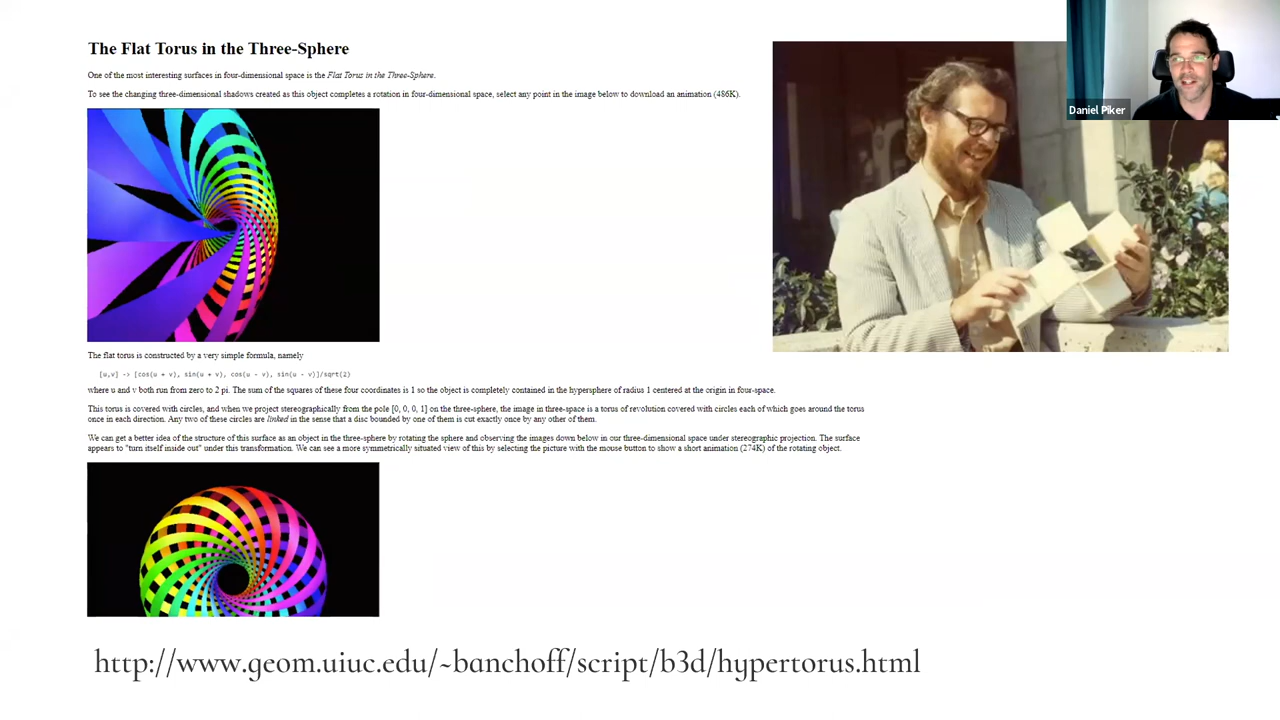 The Flat Torus in the Three-Sphere
One of the most interesting surfaces in four-dimensional space is the Flat Torus in the Three-Sphere.
To see the changing three-dimensional shadows created as this object completes a rotation in four-dimensional space, select any point in the image below to download an animation (486K).
Daniel Piker
The flat torus is constructed by a very simple formula, namely
[u,v] -> [cos(u + v), sin(u + v), cos(u - v), sin(u - v)]/sqrt(2)
where u and v both run from zero to 2 pi. The sum of the squares of these four coordinates is 1 so the object is completely contained in the hypersphere of radius 1 centered at the origin in four-space.
This torus is covered with circles, and when we project stereographically from the pole [0, 0, 0, 1] on the three-sphere, the image in three-space is a torus of revolution covered with circles each of which goes around the torus
once in each direction. Any two of these circles are linked in the sense that a disc bounded by one of them is cut exactly once by any other of them.
We can get a better idea of the structure of this surface as an object in the three-sphere by rotating the sphere and observing the images down below in our three-dimensional space under stereographic projection. The surface
appears to "turn itself inside out" under this transformation. We can see a more symmetrically situated view of this by selecting the picture with the mouse button to show a short animation (274K) of the rotating object.
http://www.geom.uiuc.edu/~banchoff/script/b3d/hypertorus.html